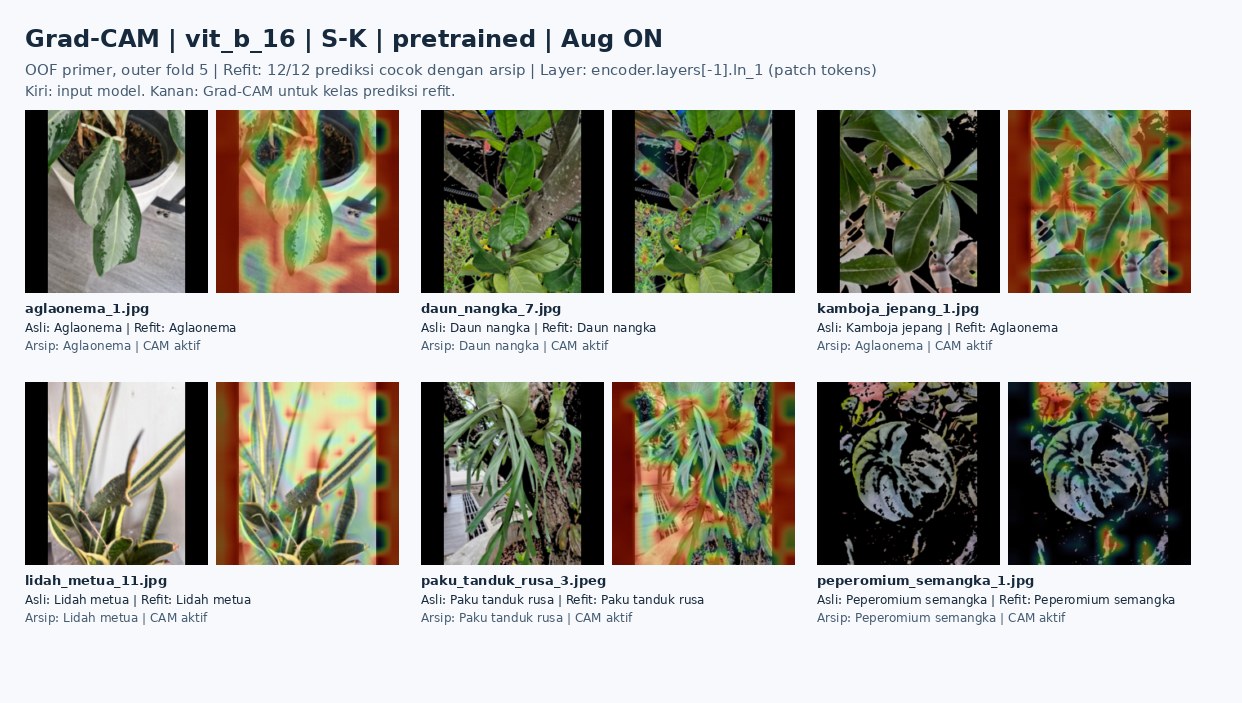 Grad-CAM | vit_b_16 | S-K | pretrained | Aug ON
OOF primer, outer fold 5 | Refit: 12/12 prediksi cocok dengan arsip | Layer: encoder.layers[-1].ln_1 (patch tokens)
Kiri: input model. Kanan: Grad-CAM untuk kelas prediksi refit.
aglaonema_1.jpg
Asli: Aglaonema | Refit: Aglaonema
Arsip: Aglaonema | CAM aktif
daun_nangka_7.jpg
Asli: Daun nangka | Refit: Daun nangka
Arsip: Daun nangka | CAM aktif
kamboja_jepang_1.jpg
Asli: Kamboja jepang | Refit: Aglaonema
Arsip: Aglaonema | CAM aktif
lidah_metua_11.jpg
Asli: Lidah metua | Refit: Lidah metua
Arsip: Lidah metua | CAM aktif
paku_tanduk_rusa_3.jpeg
Asli: Paku tanduk rusa | Refit: Paku tanduk rusa
Arsip: Paku tanduk rusa | CAM aktif
peperomium_semangka_1.jpg
Asli: Peperomium semangka | Refit: Peperomium semangka
Arsip: Peperomium semangka | CAM aktif